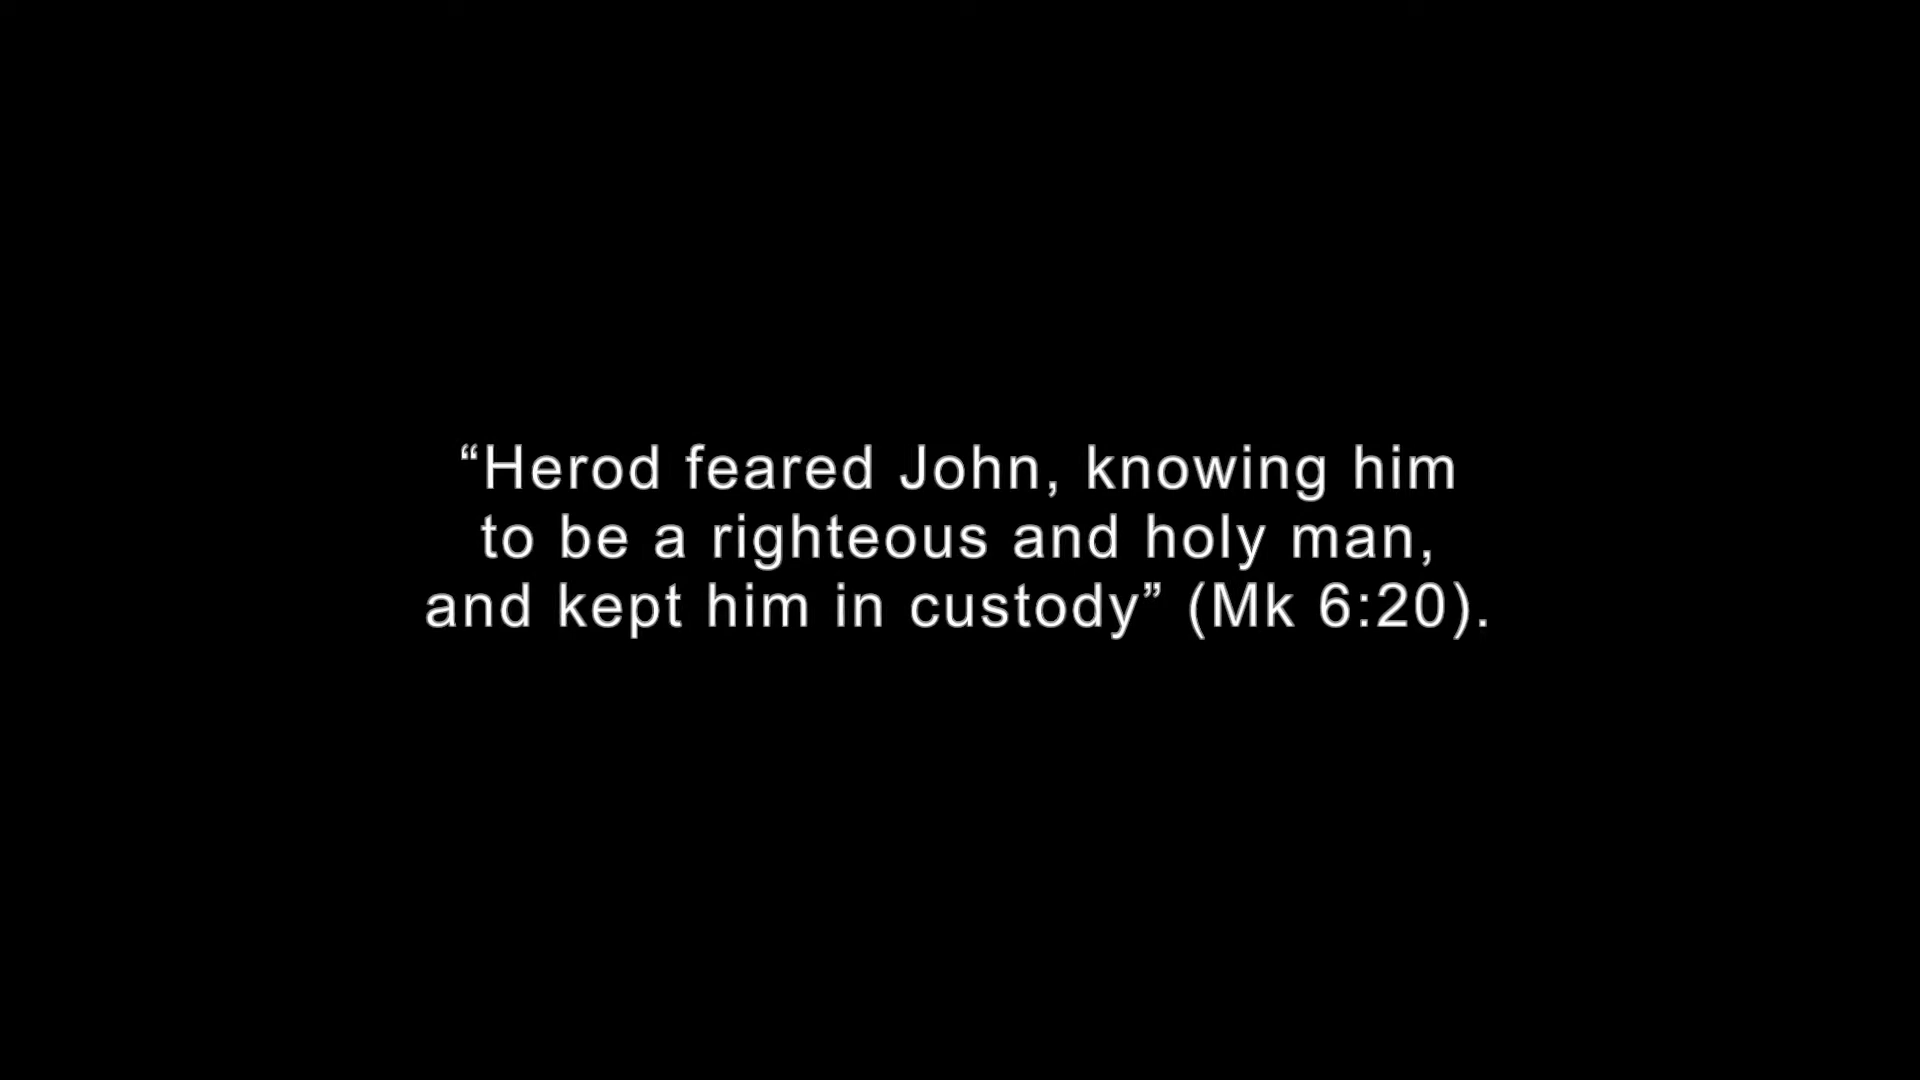 “Herod feared John, knowing him
to be a righteous and holy man,
and kept him in custody” (Mk 6:20).